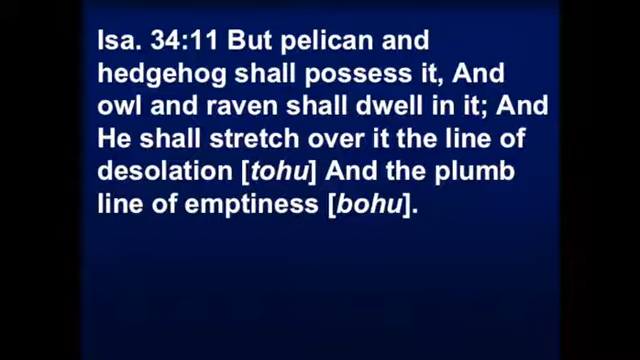 Isa. 34:11 But pelican and
hedgehog shall possess it, And
owl and raven shall dwell in it; And
He shall stretch over it the line of
desolation [tohu] And the plumb
line of emptiness [bohu].